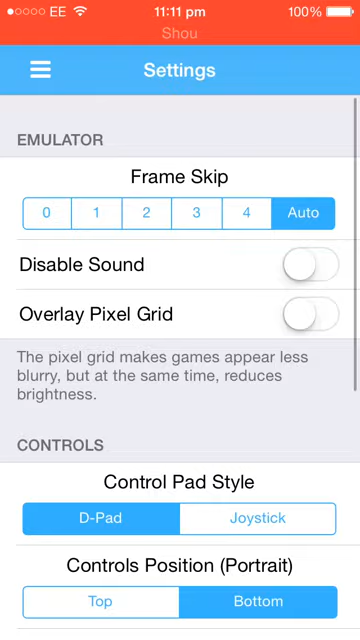 EE 11:11 pm 100%
Shou
Settings
EMULATOR
Frame Skip
0 1 2 3 4 Auto
Disable Sound
Overlay Pixel Grid
The pixel grid makes games appear less
blurry, but at the same time, reduces
brightness.
CONTROLS
Control Pad Style
D-Pad Joystick
Controls Position (Portrait)
Top Bottom